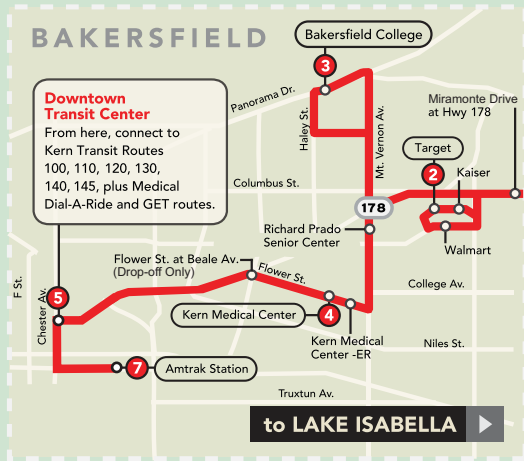 BAKERSFIELD
Bakersfield College
3
Downtown
Transit Center
From here, connect to
Kern Transit Routes
100, 110, 120, 130,
140, 145, plus Medical
Dial-A-Ride and GET routes.
Panorama Dr.
Haley St.
Mt. Vernon Av.
Miramonte Drive
at Hwy 178
Target
2
Kaiser
Columbus St.
178
Richard Prado
Senior Center
Walmart
Flower St. at Beale Av.
(Drop-off Only)
Flower St.
College Av.
F St.
Chester Av.
5
Kern Medical Center
4
Kern Medical
Center -ER
Niles St.
7
Amtrak Station
Truxtun Av.
to LAKE ISABELLA